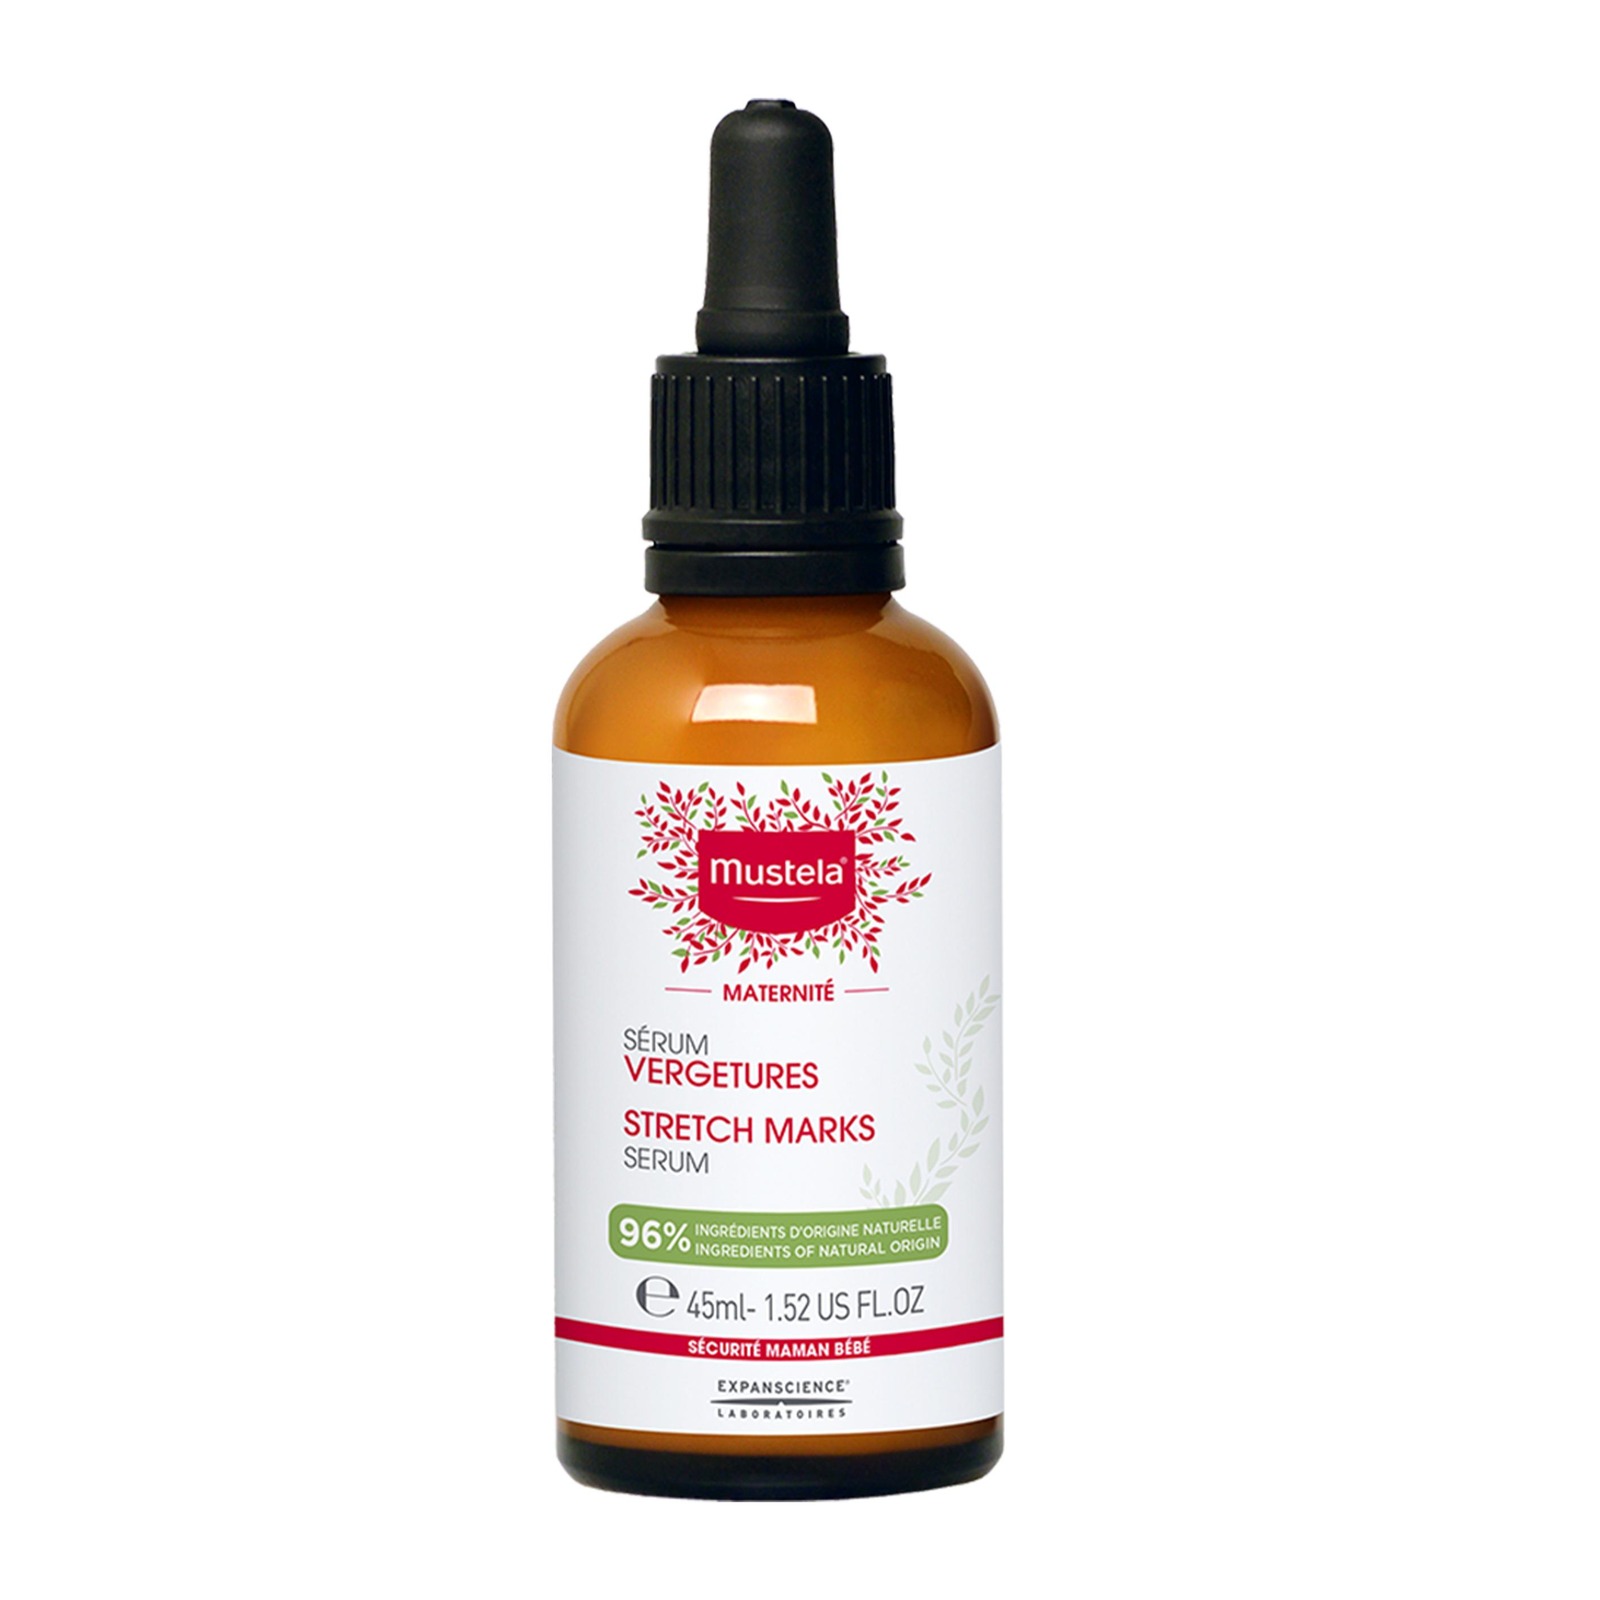 mustela®
MATERNITÉ
SÉRUM
VERGETURES
STRETCH MARKS
SERUM
96% INGRÉDIENTS D'ORIGINE NATURELLE
INGREDIENTS OF NATURAL ORIGIN
℮ 45ml- 1.52 US FL.OZ
SÉCURITÉ MAMAN BÉBÉ
EXPANSCIENCE®
LABORATOIRES